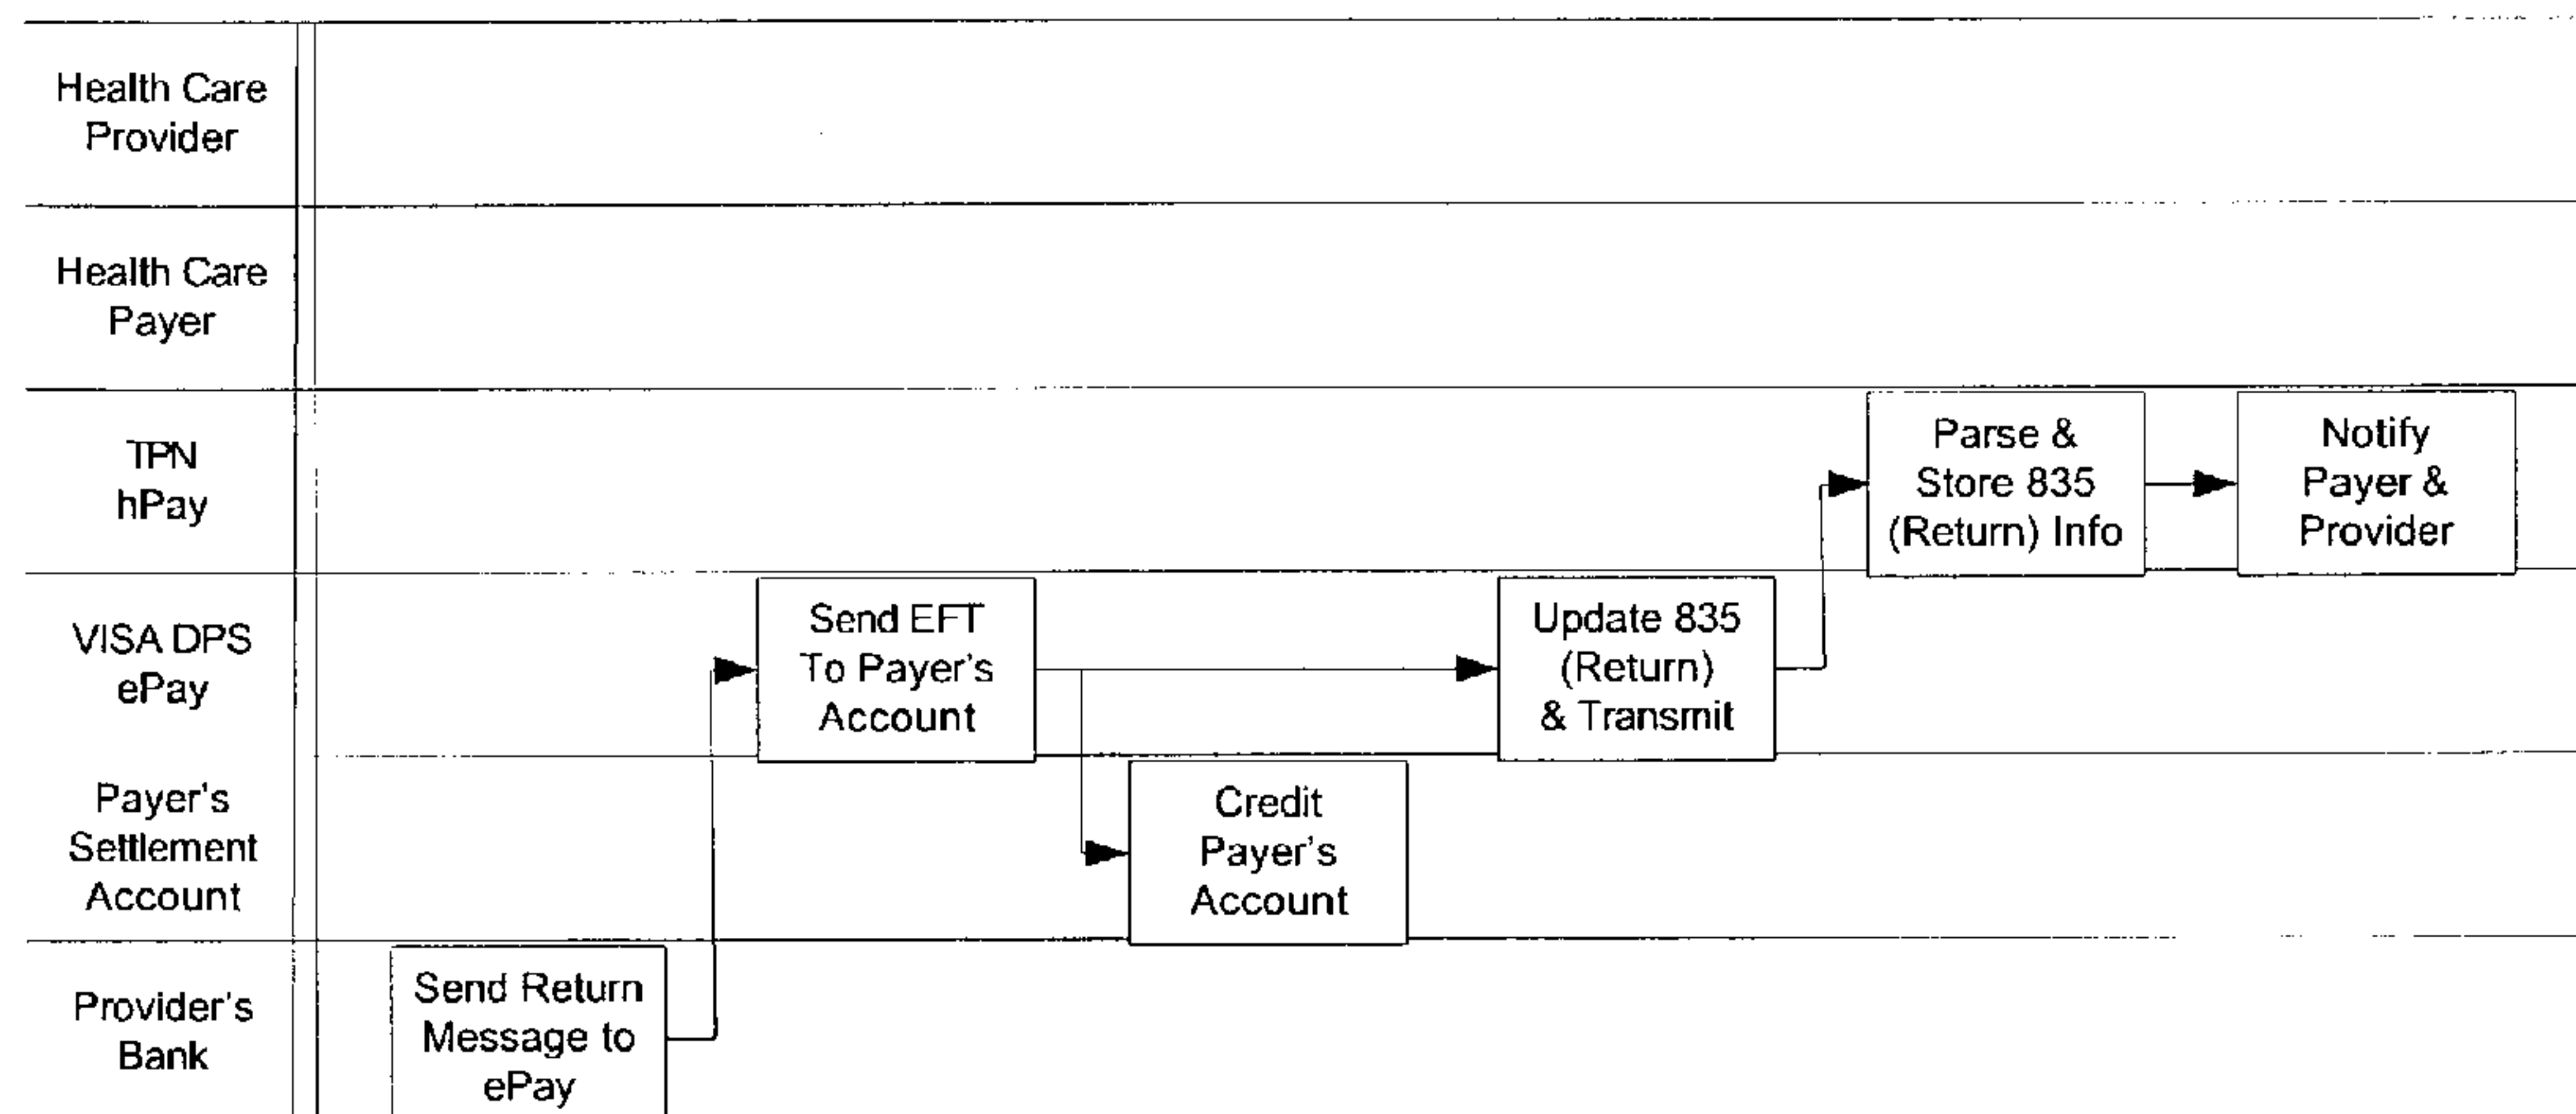 Health Care
Provider
Health Care
Payer
TPN
hPay
Parse &
Store 835
(Return) Info
Notify
Payer &
Provider
VISA DPS
ePay
Send EFT
To Payer's
Account
Update 835
(Return)
& Transmit
Payer's
Settlement
Account
Credit
Payer's
Account
Provider's
Bank
Send Return
Message to
ePay